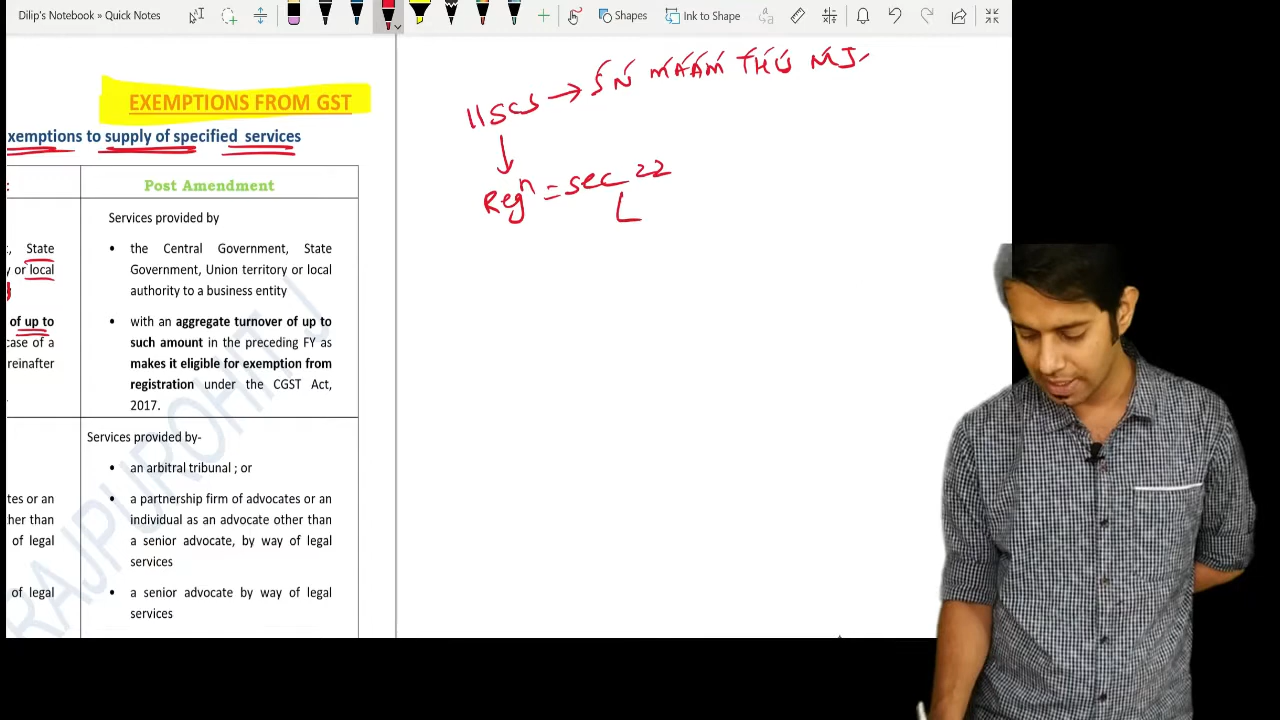 Dilip's Notebook » Quick Notes
Shapes
Ink to Shape
EXEMPTIONS FROM GST
xemptions to supply of specified services
: Post Amendment
Services provided by
, State • the Central Government, State
y or local Government, Union territory or local
authority to a business entity
of up to • with an aggregate turnover of up to
case of a such amount in the preceding FY as
reinafter makes it eligible for exemption from
registration under the CGST Act,
2017.
Services provided by-
• an arbitral tribunal ; or
tes or an • a partnership firm of advocates or an
ther than individual as an advocate other than
of legal a senior advocate, by way of legal
services
of legal • a senior advocate by way of legal
services
RAJPUROHIT J
11SCS → SN MAAM THU MJ
↓
Regn = Sec 22